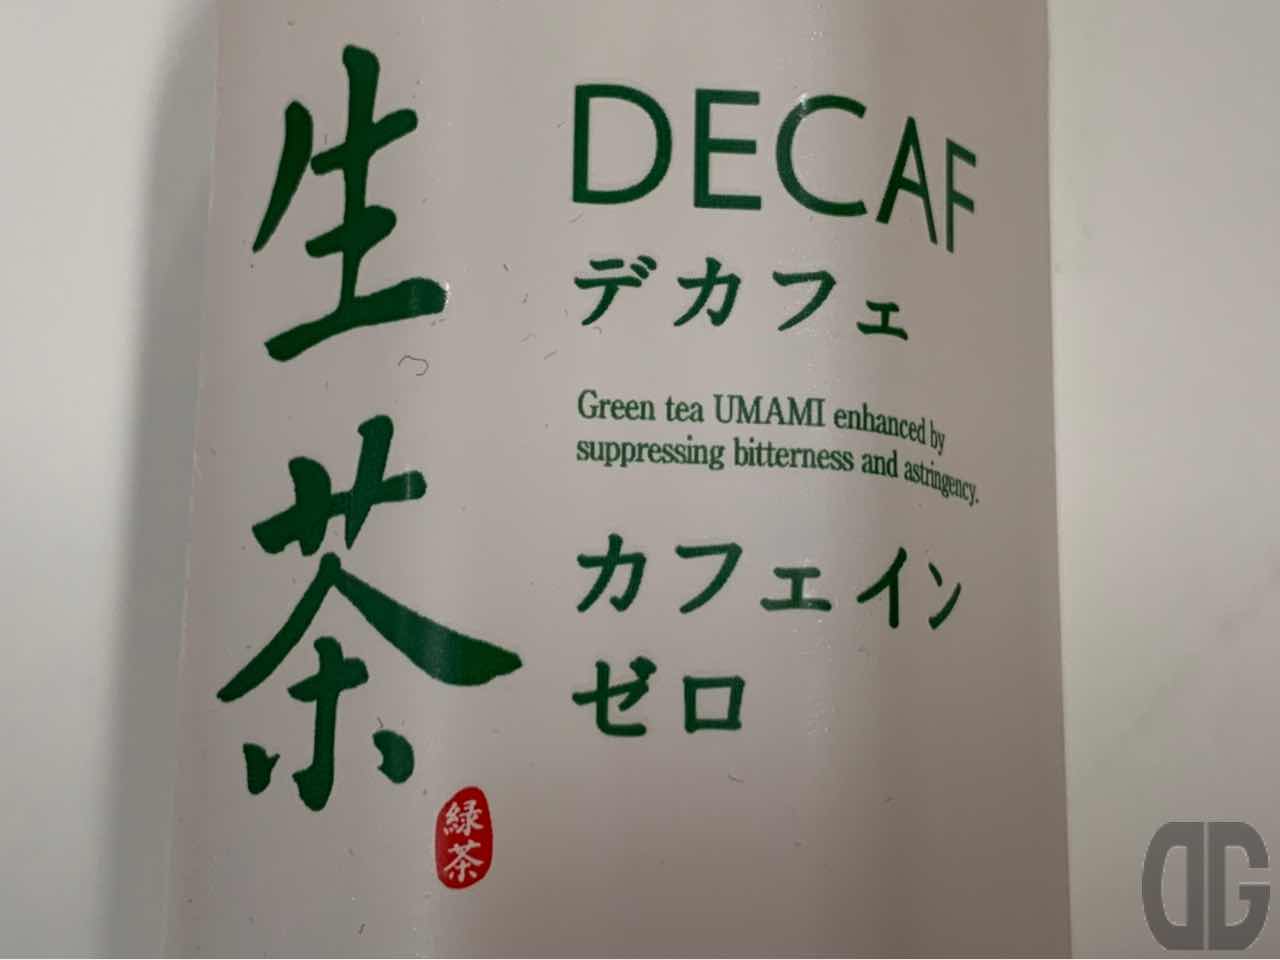 生茶
緑茶
DECAF
デカフェ
Green tea UMAMI enhanced by
suppressing bitterness and astringency.
カフェイン
ゼロ
DG